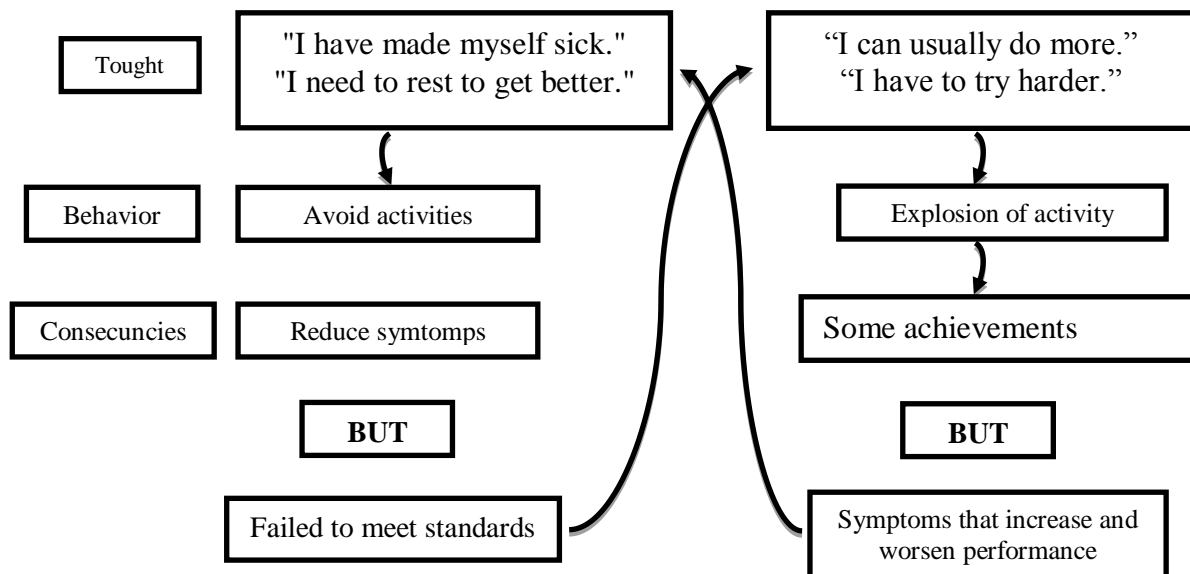 Tought
"I have made myself sick."
"I need to rest to get better."
“I can usually do more.”
“I have to try harder.”
Behavior
Avoid activities
Explosion of activity
Consecuncies
Reduce symtomps
Some achievements
BUT
BUT
Failed to meet standards
Symptoms that increase and
worsen performance